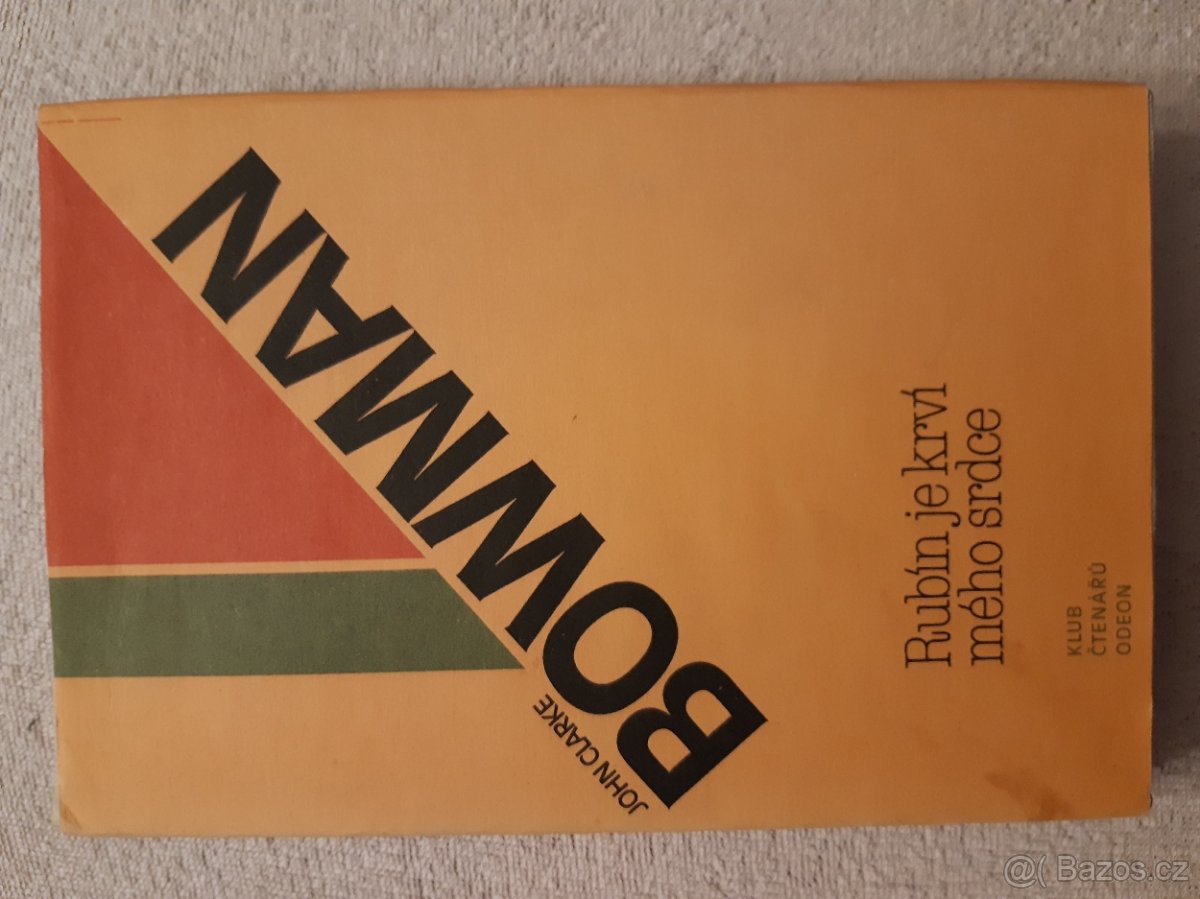 JOHN CLARKE
BOWMAN
Rubín je krví
mého srdce
KLUB
ČTENÁŘŮ
ODEON
@( Bazos.cz